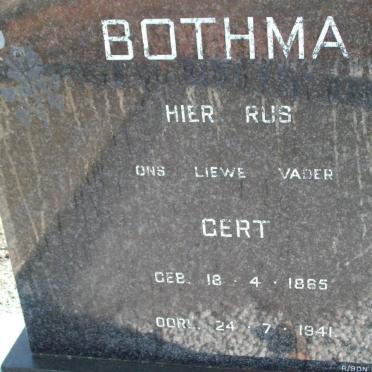 BOTHMA
HIER RUS
ONS LIEWE VADER
GERT
GEB. 18 - 4 - 1865
OORL. 24 - 7 - 1941